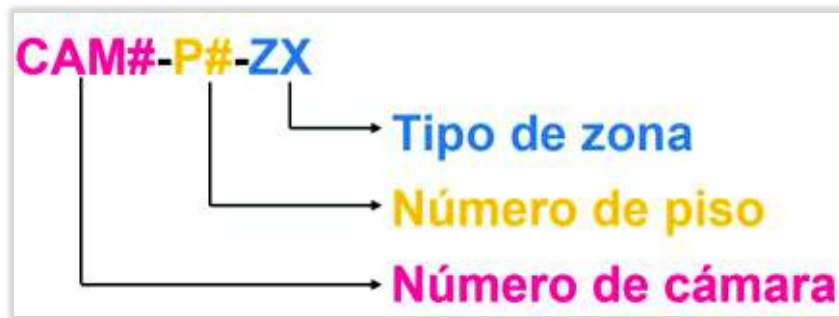 CAM#-P#-ZX
Tipo de zona
Número de piso
Número de cámara